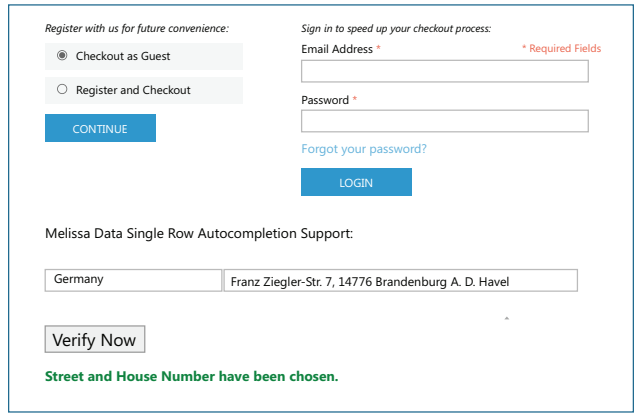 Register with us for future convenience:
Checkout as Guest
Register and Checkout
CONTINUE
Sign in to speed up your checkout process:
Email Address *
* Required Fields
Password *
Forgot your password?
LOGIN
Melissa Data Single Row Autocompletion Support:
Germany
Franz Ziegler-Str. 7, 14776 Brandenburg A. D. Havel
Verify Now
Street and House Number have been chosen.